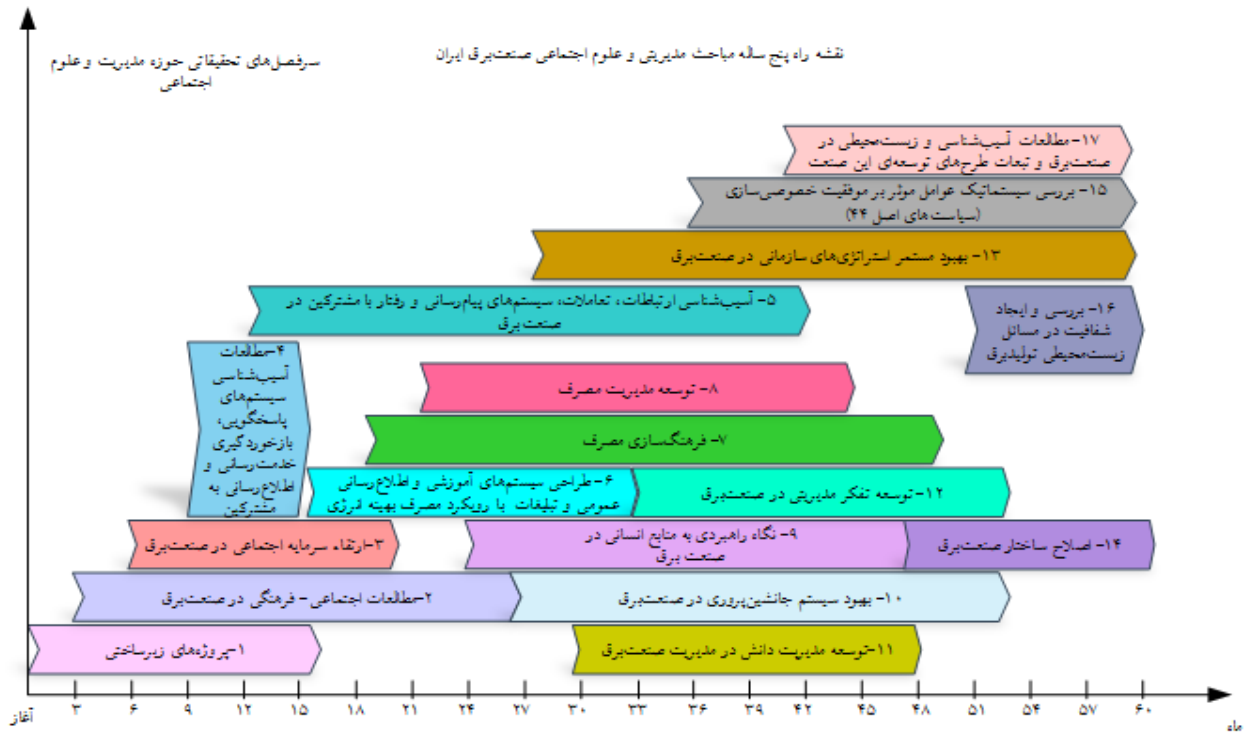 نقشه راه پنج ساله مباحث مدیریتی و علوم اجتماعی صنعت‌برق ایران
سرفصل‌های تحقیقاتی حوزه مدیریت و علوم
اجتماعی
۱۷- مطالعات آسیب‌شناسی و زیست‌محیطی در
صنعت‌برق و تبعات طرح‌های توسعه‌ای این صنعت
۱۵- بررسی سیستماتیک عوامل موثر بر موفقیت خصوصی‌سازی
(سیاست‌های اصل ۴۴)
۱۳- بهبود مستمر استراتژی‌های سازمانی در صنعت‌برق
۵- آسیب‌شناسی ارتباطات، تعاملات، سیستم‌های پیام‌رسانی و رفتار با مشترکین در
صنعت‌برق
۱۶- بررسی و ایجاد
شفافیت در مسائل
زیست‌محیطی تولیدبرق
۴-مطالعات
آسیب‌شناسی
سیستم‌های
پاسخگویی،
بازخوردگیری
خدمت‌رسانی و
اطلاع‌رسانی به
مشترکین
۸- توسعه مدیریت مصرف
۷- فرهنگ‌سازی مصرف
۶- طراحی سیستم‌های آموزشی و اطلاع‌رسانی
عمومی و تبلیغات با رویکرد مصرف بهینه انرژی
۱۲- توسعه تفکر مدیریتی در صنعت‌برق
۳-ارتقاء سرمایه اجتماعی در صنعت‌برق
۹- نگاه راهبردی به منابع انسانی در
صنعت برق
۱۴- اصلاح ساختار صنعت‌برق
۲-مطالعات اجتماعی- فرهنگی در صنعت‌برق
۱۰- بهبود سیستم جانشین‌پروری در صنعت‌برق
۱-پروژه‌های زیرساختی
۱۱-توسعه مدیریت دانش در مدیریت صنعت‌برق
آغاز ۳ ۶ ۹ ۱۲ ۱۵ ۱۸ ۲۱ ۲۴ ۲۷ ۳۰ ۳۳ ۳۶ ۳۹ ۴۲ ۴۵ ۴۸ ۵۱ ۵۴ ۵۷ ۶۰ ماه